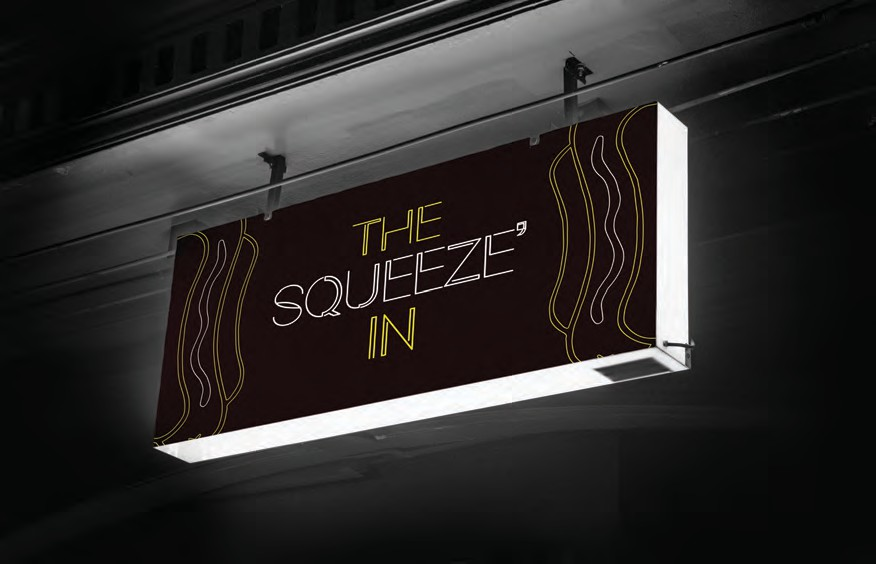 THE
SQUEEZE’
IN